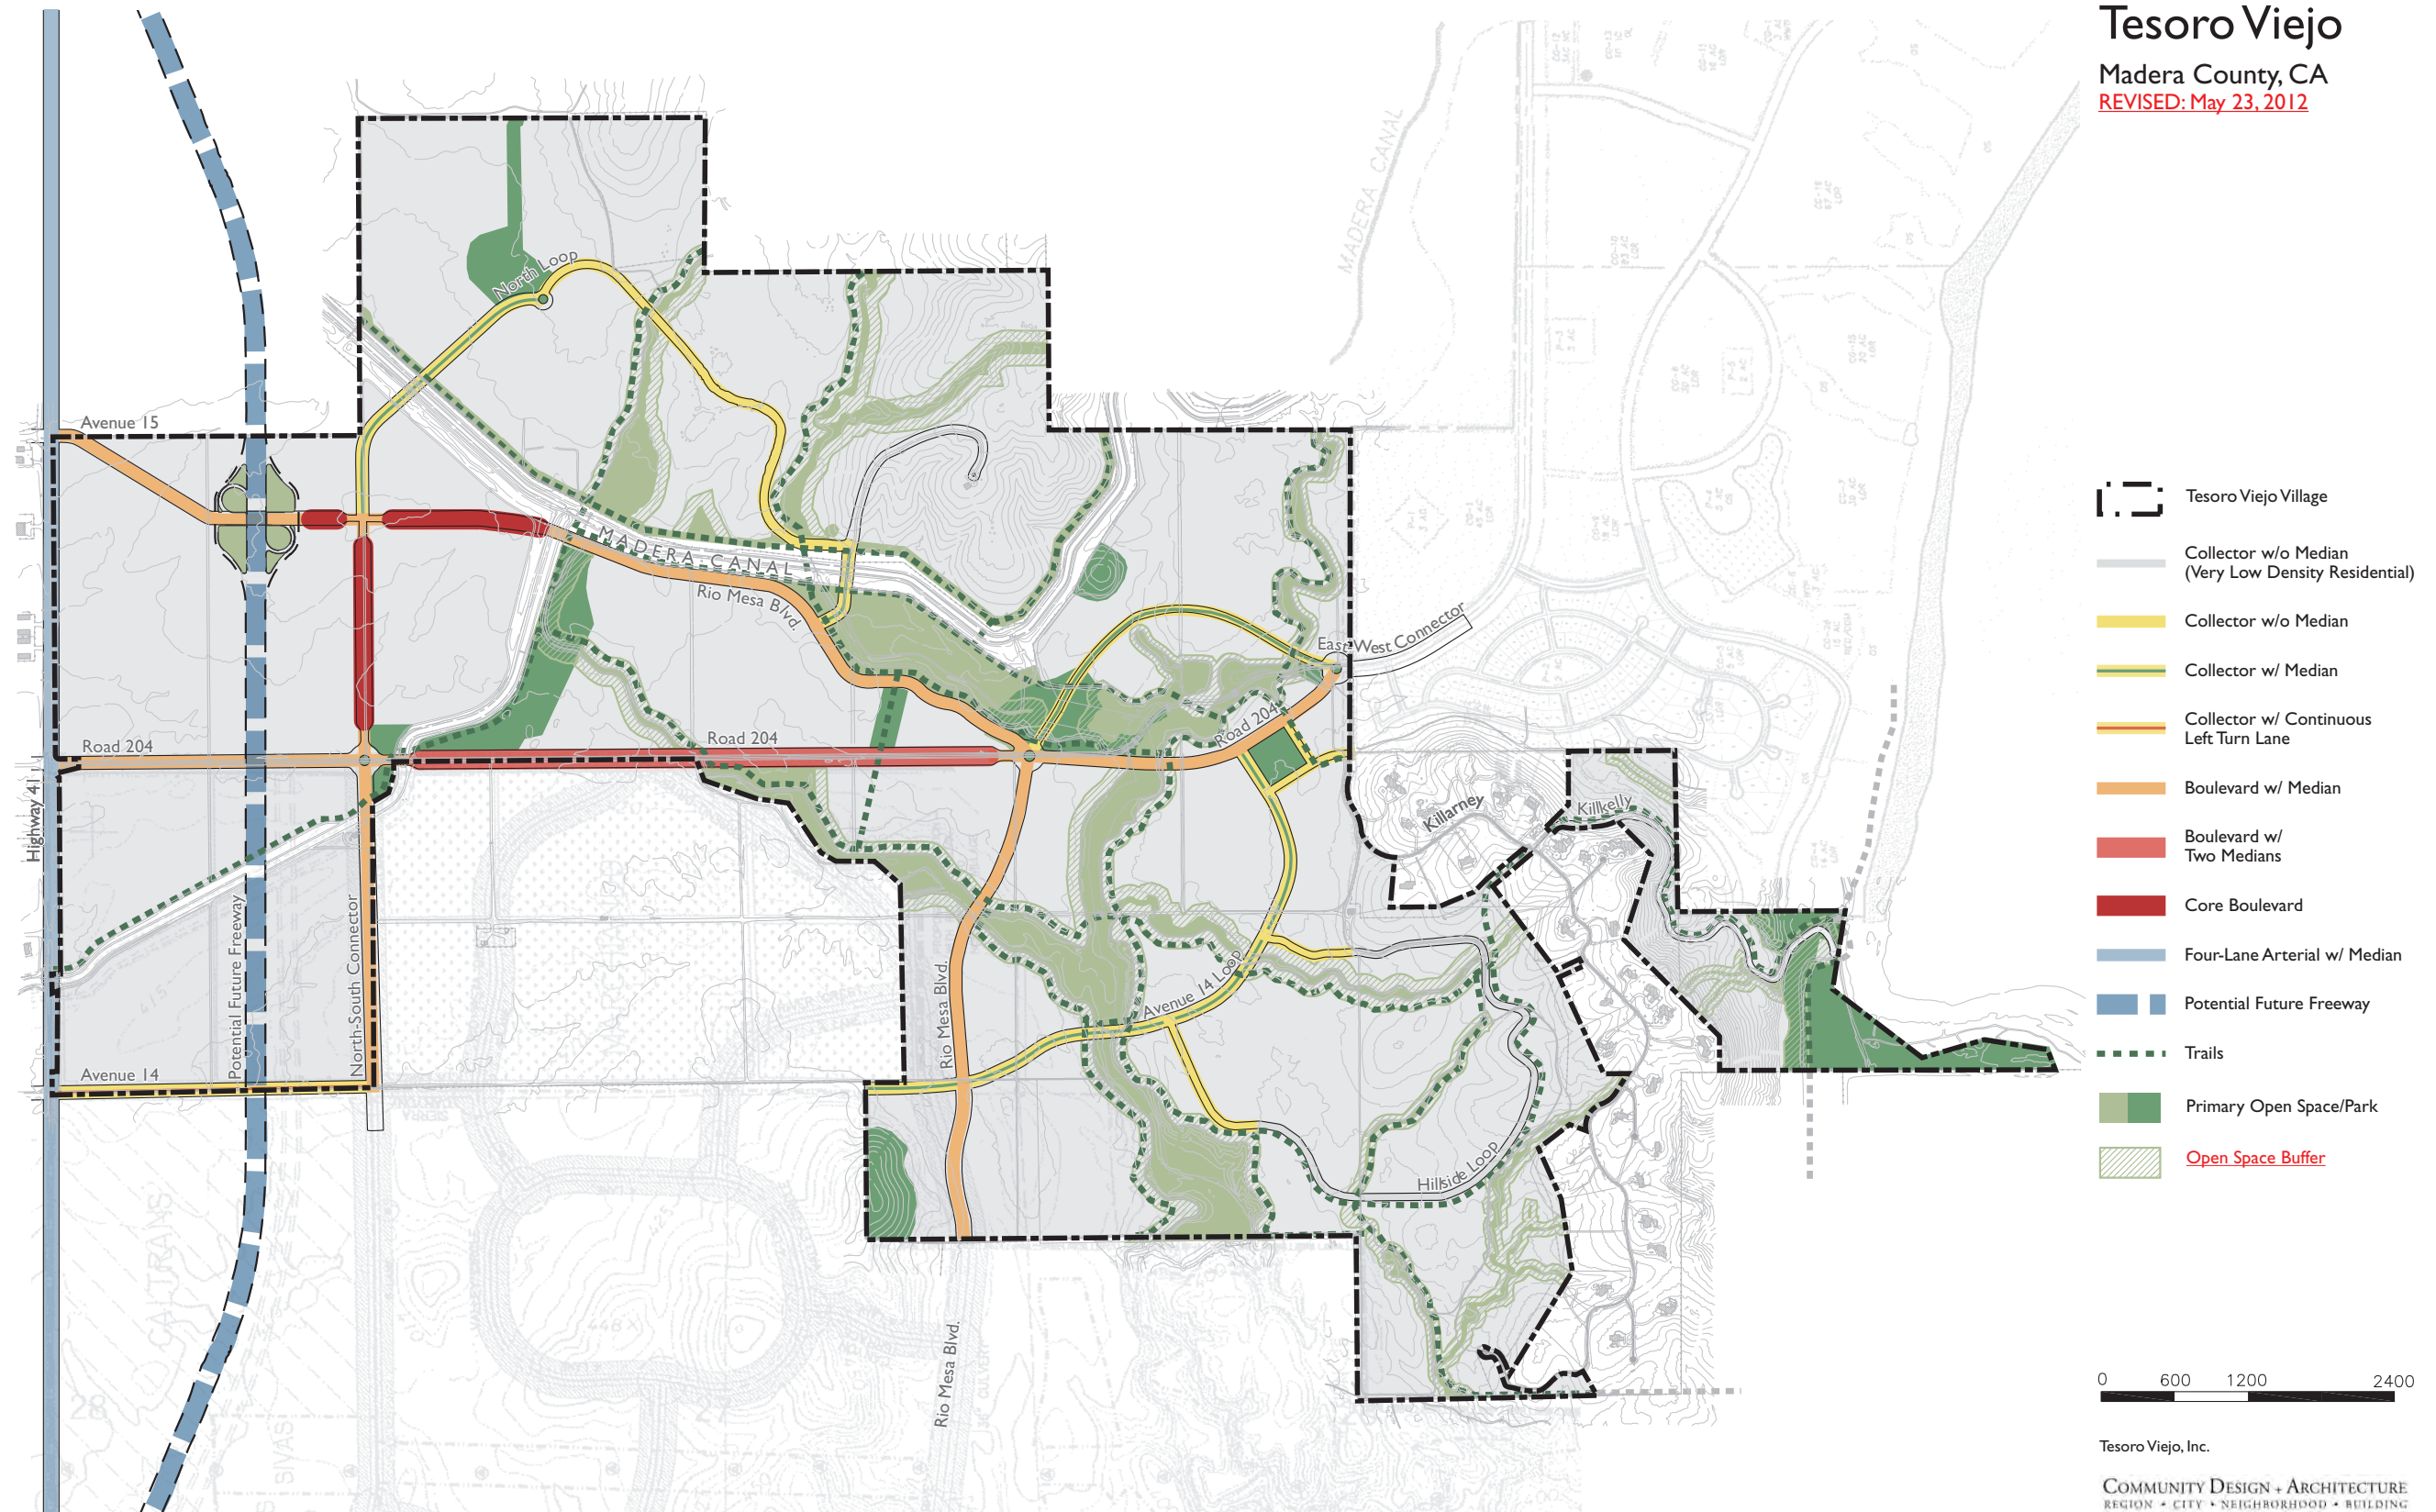 Tesoro Viejo
Madera County, CA
REVISED: May 23, 2012
MADERA CANAL
North Loop
Avenue 15
MADERA CANAL
Rio Mesa Blvd.
East-West Connector
Road 204
Road 204
Road 204
Highway 41
Killarney
Killkelly
Potential Future Freeway
North-South Connector
Rio Mesa Blvd.
Avenue 14 Loop
Avenue 14
Hillside Loop
Rio Mesa Blvd.
CALTRANS
SIVAS
28
Tesoro Viejo Village
Collector w/o Median
(Very Low Density Residential)
Collector w/o Median
Collector w/ Median
Collector w/ Continuous
Left Turn Lane
Boulevard w/ Median
Boulevard w/
Two Medians
Core Boulevard
Four-Lane Arterial w/ Median
Potential Future Freeway
Trails
Primary Open Space/Park
Open Space Buffer
0 600 1200 2400
Tesoro Viejo, Inc.
COMMUNITY DESIGN + ARCHITECTURE
REGION • CITY • NEIGHBORHOOD • BUILDING